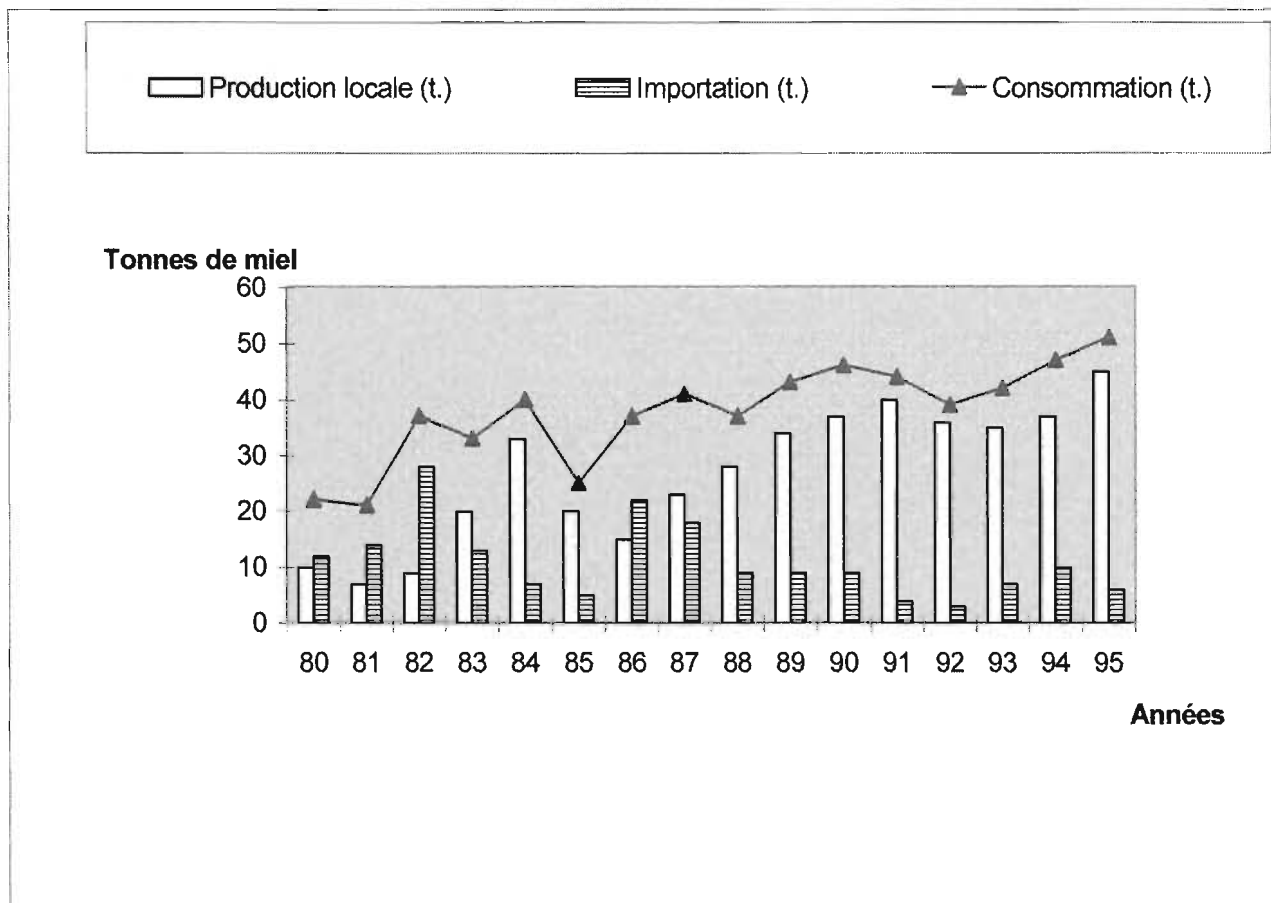 Production locale (t.) Importation (t.) Consommation (t.)
Tonnes de miel
60
50
40
30
20
10
0
80 81 82 83 84 85 86 87 88 89 90 91 92 93 94 95
Années